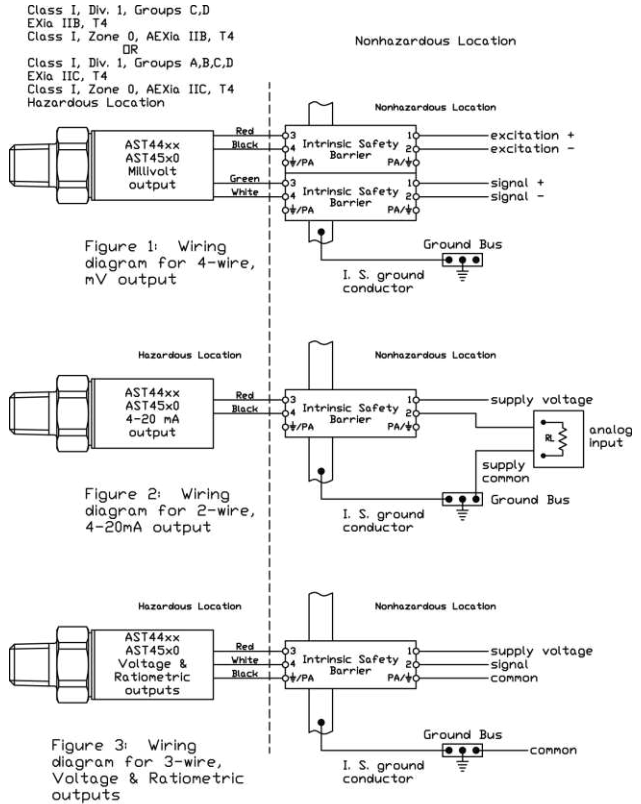 Class I, Div. 1, Groups C,D
EXia IIB, T4
Class I, Zone 0, AEXia IIB, T4
OR
Class I, Div. 1, Groups A,B,C,D
EXia IIC, T4
Class I, Zone 0, AEXia IIC, T4
Hazardous Location
Nonhazardous Location
Nonhazardous Location
AST44xx
AST45x0
Millivolt
output
Red
Black
Green
White
3
4
⏚/PA
Intrinsic Safety
Barrier
1
2
PA/⏚
3
4
⏚/PA
Intrinsic Safety
Barrier
1
2
PA/⏚
excitation +
excitation -
signal +
signal -
Figure 1: Wiring
diagram for 4-wire,
mV output
I. S. ground
conductor
Ground Bus
Hazardous Location
Nonhazardous Location
AST44xx
AST45x0
4-20 mA
output
Red
Black
3
4
⏚/PA
Intrinsic Safety
Barrier
1
2
PA/⏚
supply voltage
RL
analog
input
supply
common
Figure 2: Wiring
diagram for 2-wire,
4-20mA output
I. S. ground
conductor
Ground Bus
Hazardous Location
Nonhazardous Location
AST44xx
AST45x0
Voltage &
Ratiometric
outputs
Red
White
Black
3
4
⏚/PA
Intrinsic Safety
Barrier
1
2
PA/⏚
supply voltage
signal
common
Figure 3: Wiring
diagram for 3-wire,
Voltage & Ratiometric
outputs
I. S. ground
conductor
Ground Bus
common